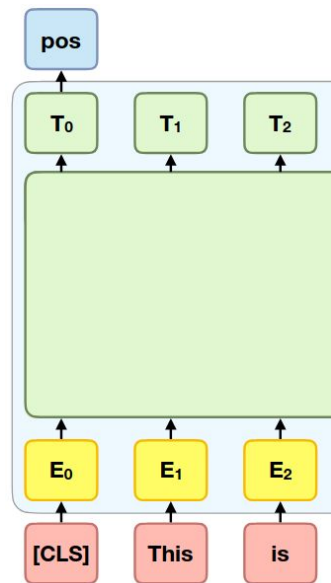 pos
T₀ T₁ T₂
E₀ E₁ E₂
[CLS] This is